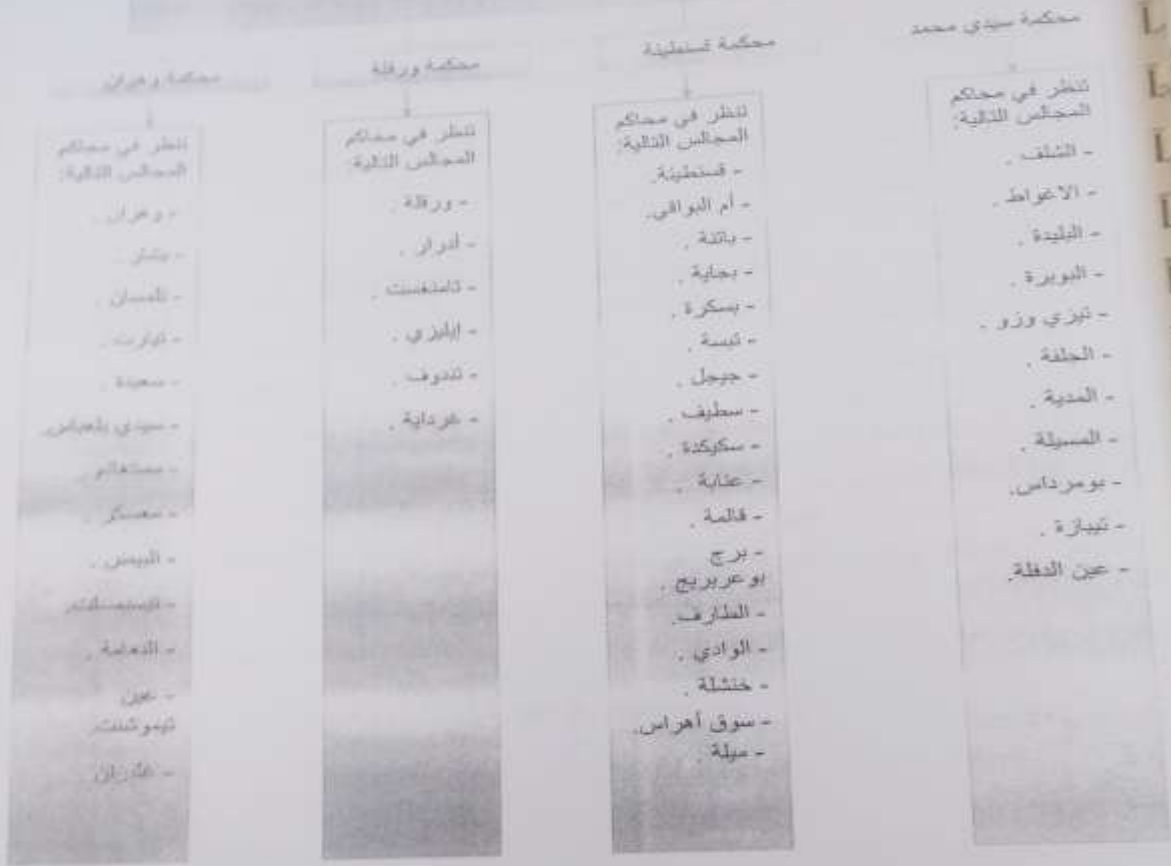 محكمة سيدي محمد
تنظر في محاكم
المجالس التالية:
- الشلف .
- الاغواط .
- البليدة .
- البويرة .
- تيزي وزو .
- الجلفة .
- المدية .
- المسيلة .
- بومرداس.
- تيبازة .
- عين الدفلة.
محكمة قسنطينة
تنظر في محاكم
المجالس التالية:
- قسنطينة.
- أم البواقي.
- باتنة .
- بجاية .
- بسكرة .
- تبسة .
- جيجل .
- سطيف .
- سكيكدة .
- عنابة .
- قالمة .
- برج
بوعريريج .
- الطارف.
- الوادي .
- خنشلة .
- سوق أهراس.
- ميلة .
محكمة ورقلة
تنظر في محاكم
المجالس التالية:
- ورقلة .
- أدرار .
- تامنغست .
- إيليزي .
- تندوف .
- غرداية .
محكمة وهران
تنظر في محاكم
المجالس التالية:
- وهران .
- بشار .
- تلمسان .
- تيارت .
- سعيدة .
- سيدي بلعباس.
- مستغانم .
- معسكر .
- البيض .
- تيسمسيلت.
- النعامة .
- عين
تيموشنت.
- غليزان .